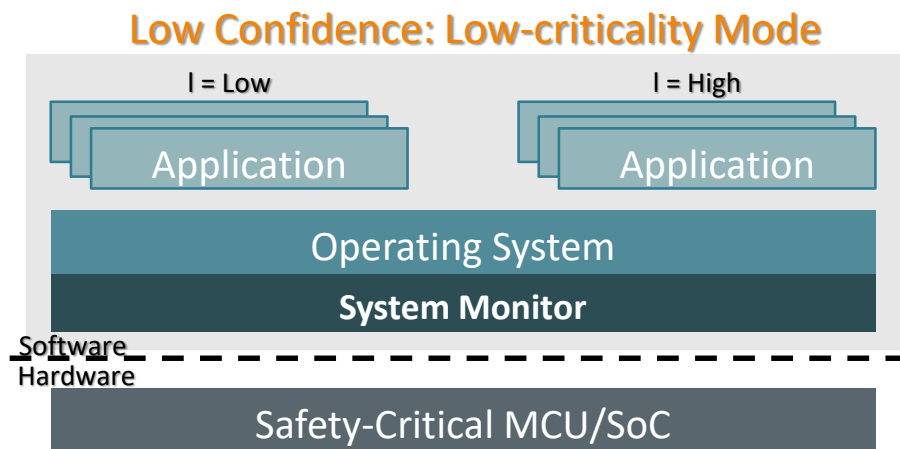 Low Confidence: Low-criticality Mode
l = Low
l = High
Application
Application
Operating System
System Monitor
Software
Hardware
Safety-Critical MCU/SoC